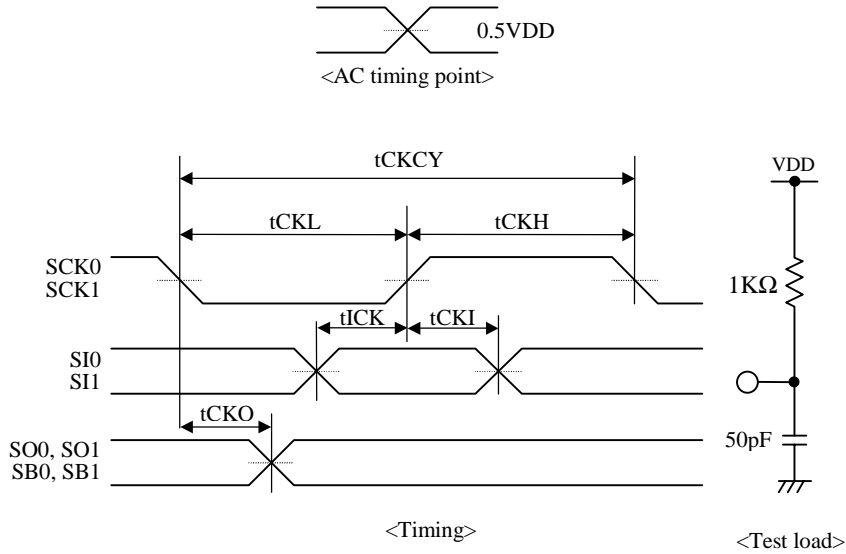 0.5VDD
<AC timing point>
tCKCY
VDD
tCKL
tCKH
SCK0
SCK1
1KΩ
tICK
tCKI
SI0
SI1
tCKO
SO0, SO1
SB0, SB1
50pF
<Timing>
<Test load>